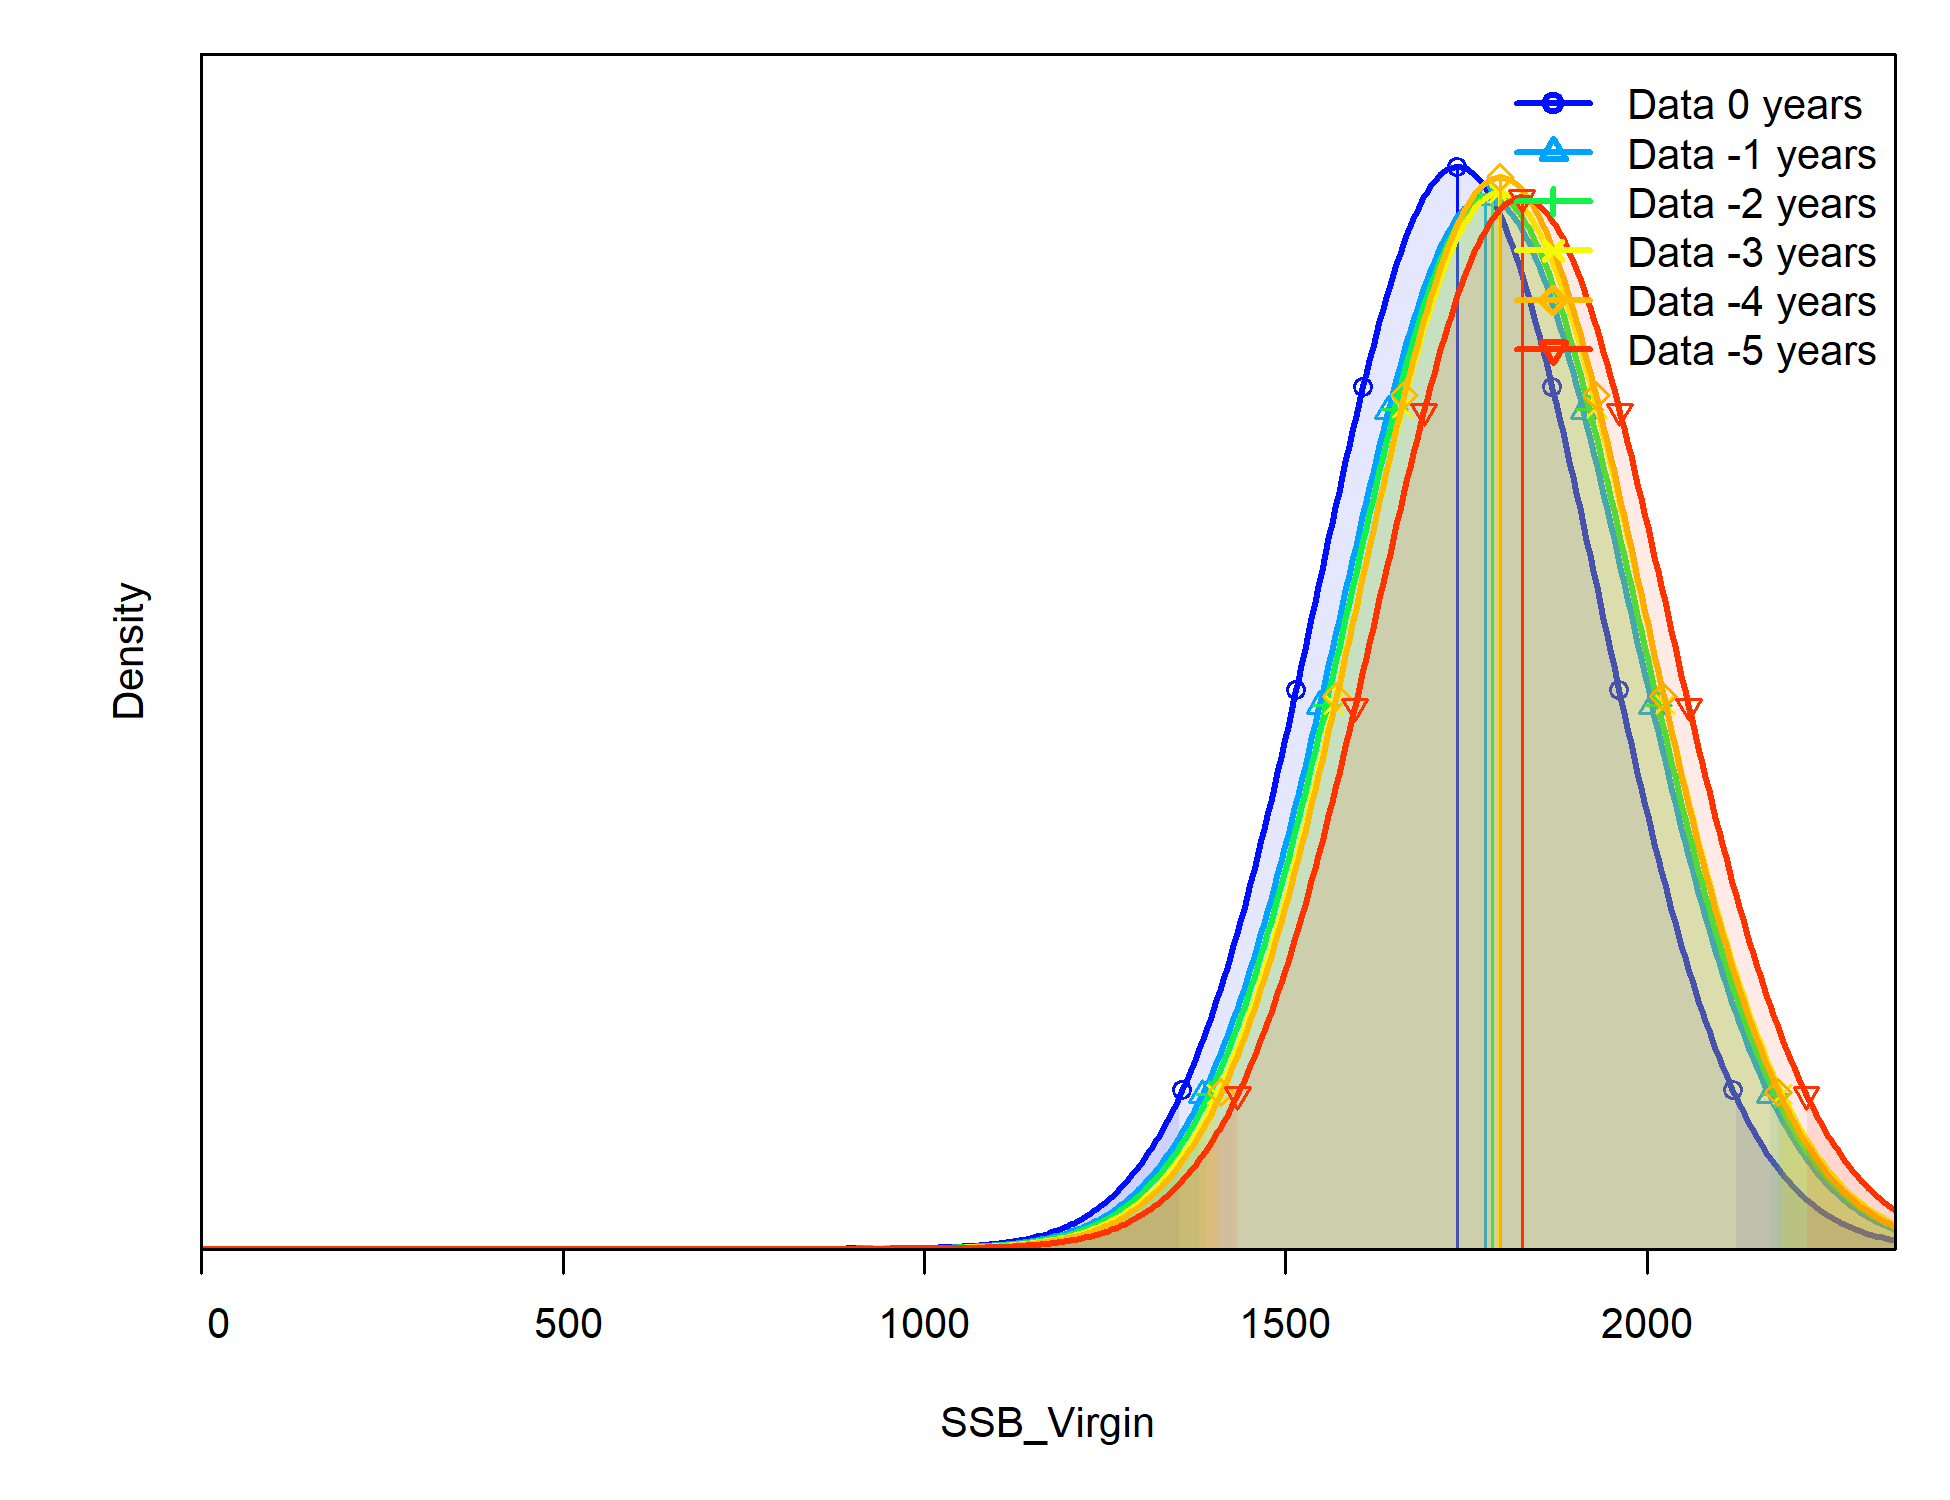 Data 0 years
Data -1 years
Data -2 years
Data -3 years
Data -4 years
Data -5 years
Density
0 500 1000 1500 2000
SSB_Virgin